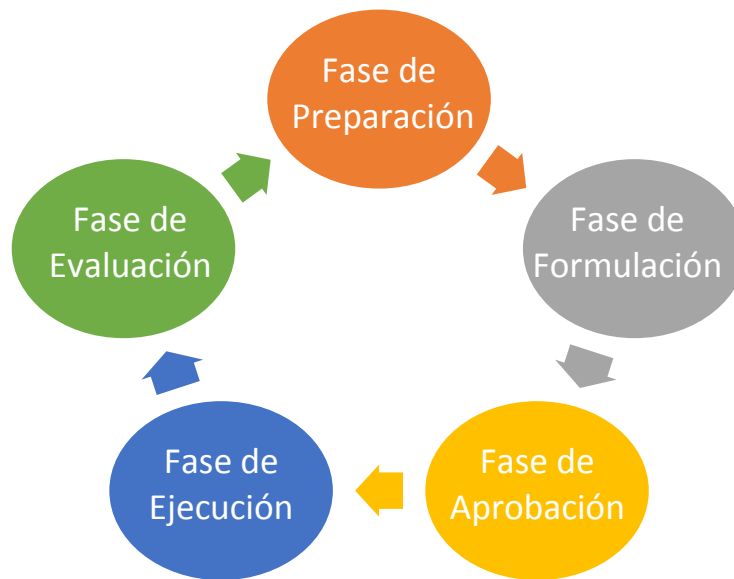 Fase de
Preparación
Fase de
Formulación
Fase de
Aprobación
Fase de
Ejecución
Fase de
Evaluación